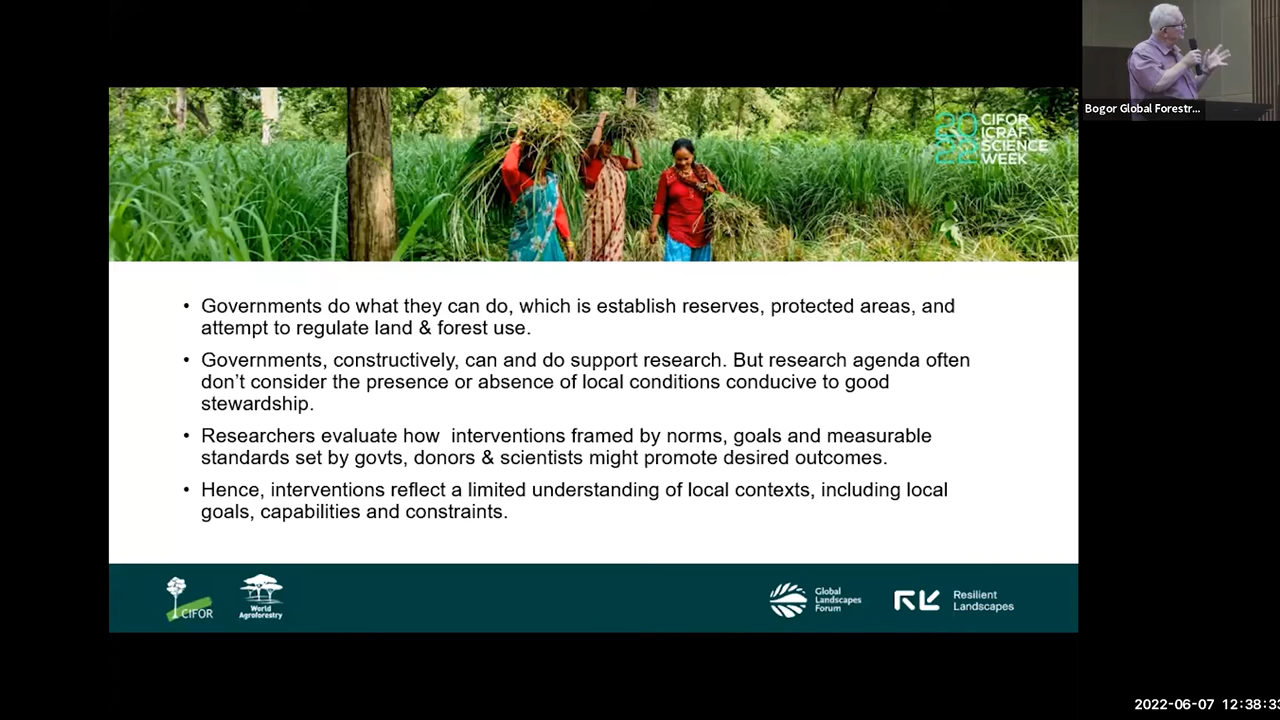 Bogor Global Forestr...
2022 CIFOR
ICRAF
SCIENCE
WEEK
• Governments do what they can do, which is establish reserves, protected areas, and
attempt to regulate land & forest use.
• Governments, constructively, can and do support research. But research agenda often
don’t consider the presence or absence of local conditions conducive to good
stewardship.
• Researchers evaluate how  interventions framed by norms, goals and measurable
standards set by govts, donors & scientists might promote desired outcomes.
• Hence, interventions reflect a limited understanding of local contexts, including local
goals, capabilities and constraints.
CIFOR
World
Agroforestry
Global
Landscapes
Forum
Resilient
Landscapes
2022-06-07 12:38:33